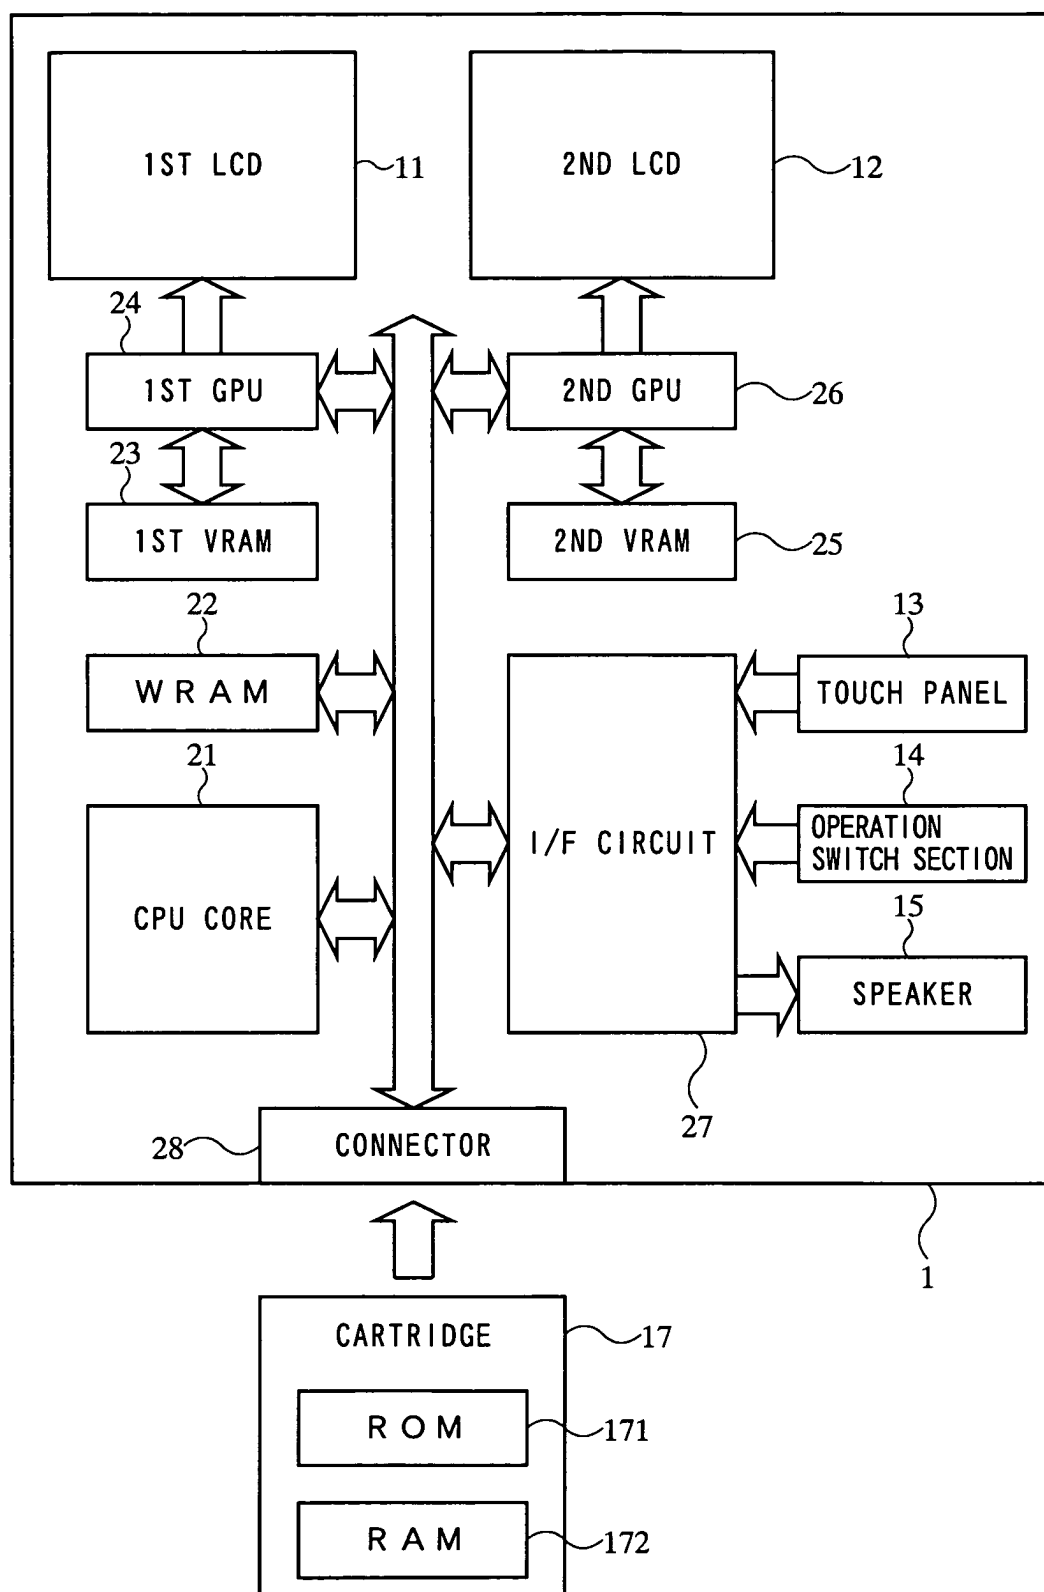 1ST LCD
11
2ND LCD
12
24
1ST GPU
2ND GPU
26
23
1ST VRAM
2ND VRAM
25
22
WRAM
13
TOUCH PANEL
21
CPU CORE
I/F CIRCUIT
14
OPERATION
SWITCH SECTION
15
SPEAKER
27
28
CONNECTOR
1
CARTRIDGE
17
ROM
171
RAM
172